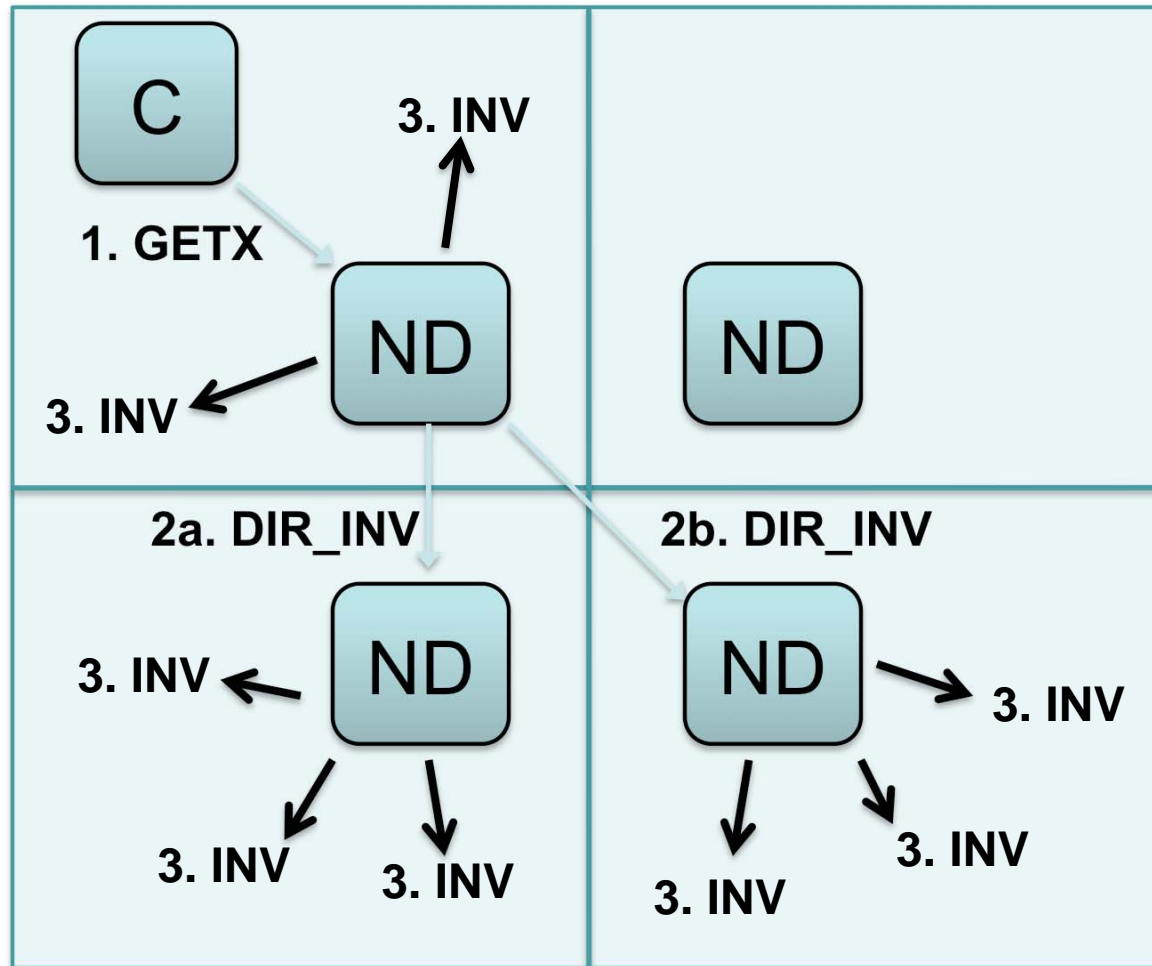 C
3. INV
1. GETX
ND
ND
3. INV
2a. DIR_INV
2b. DIR_INV
ND
ND
3. INV
3. INV
3. INV
3. INV
3. INV
3. INV